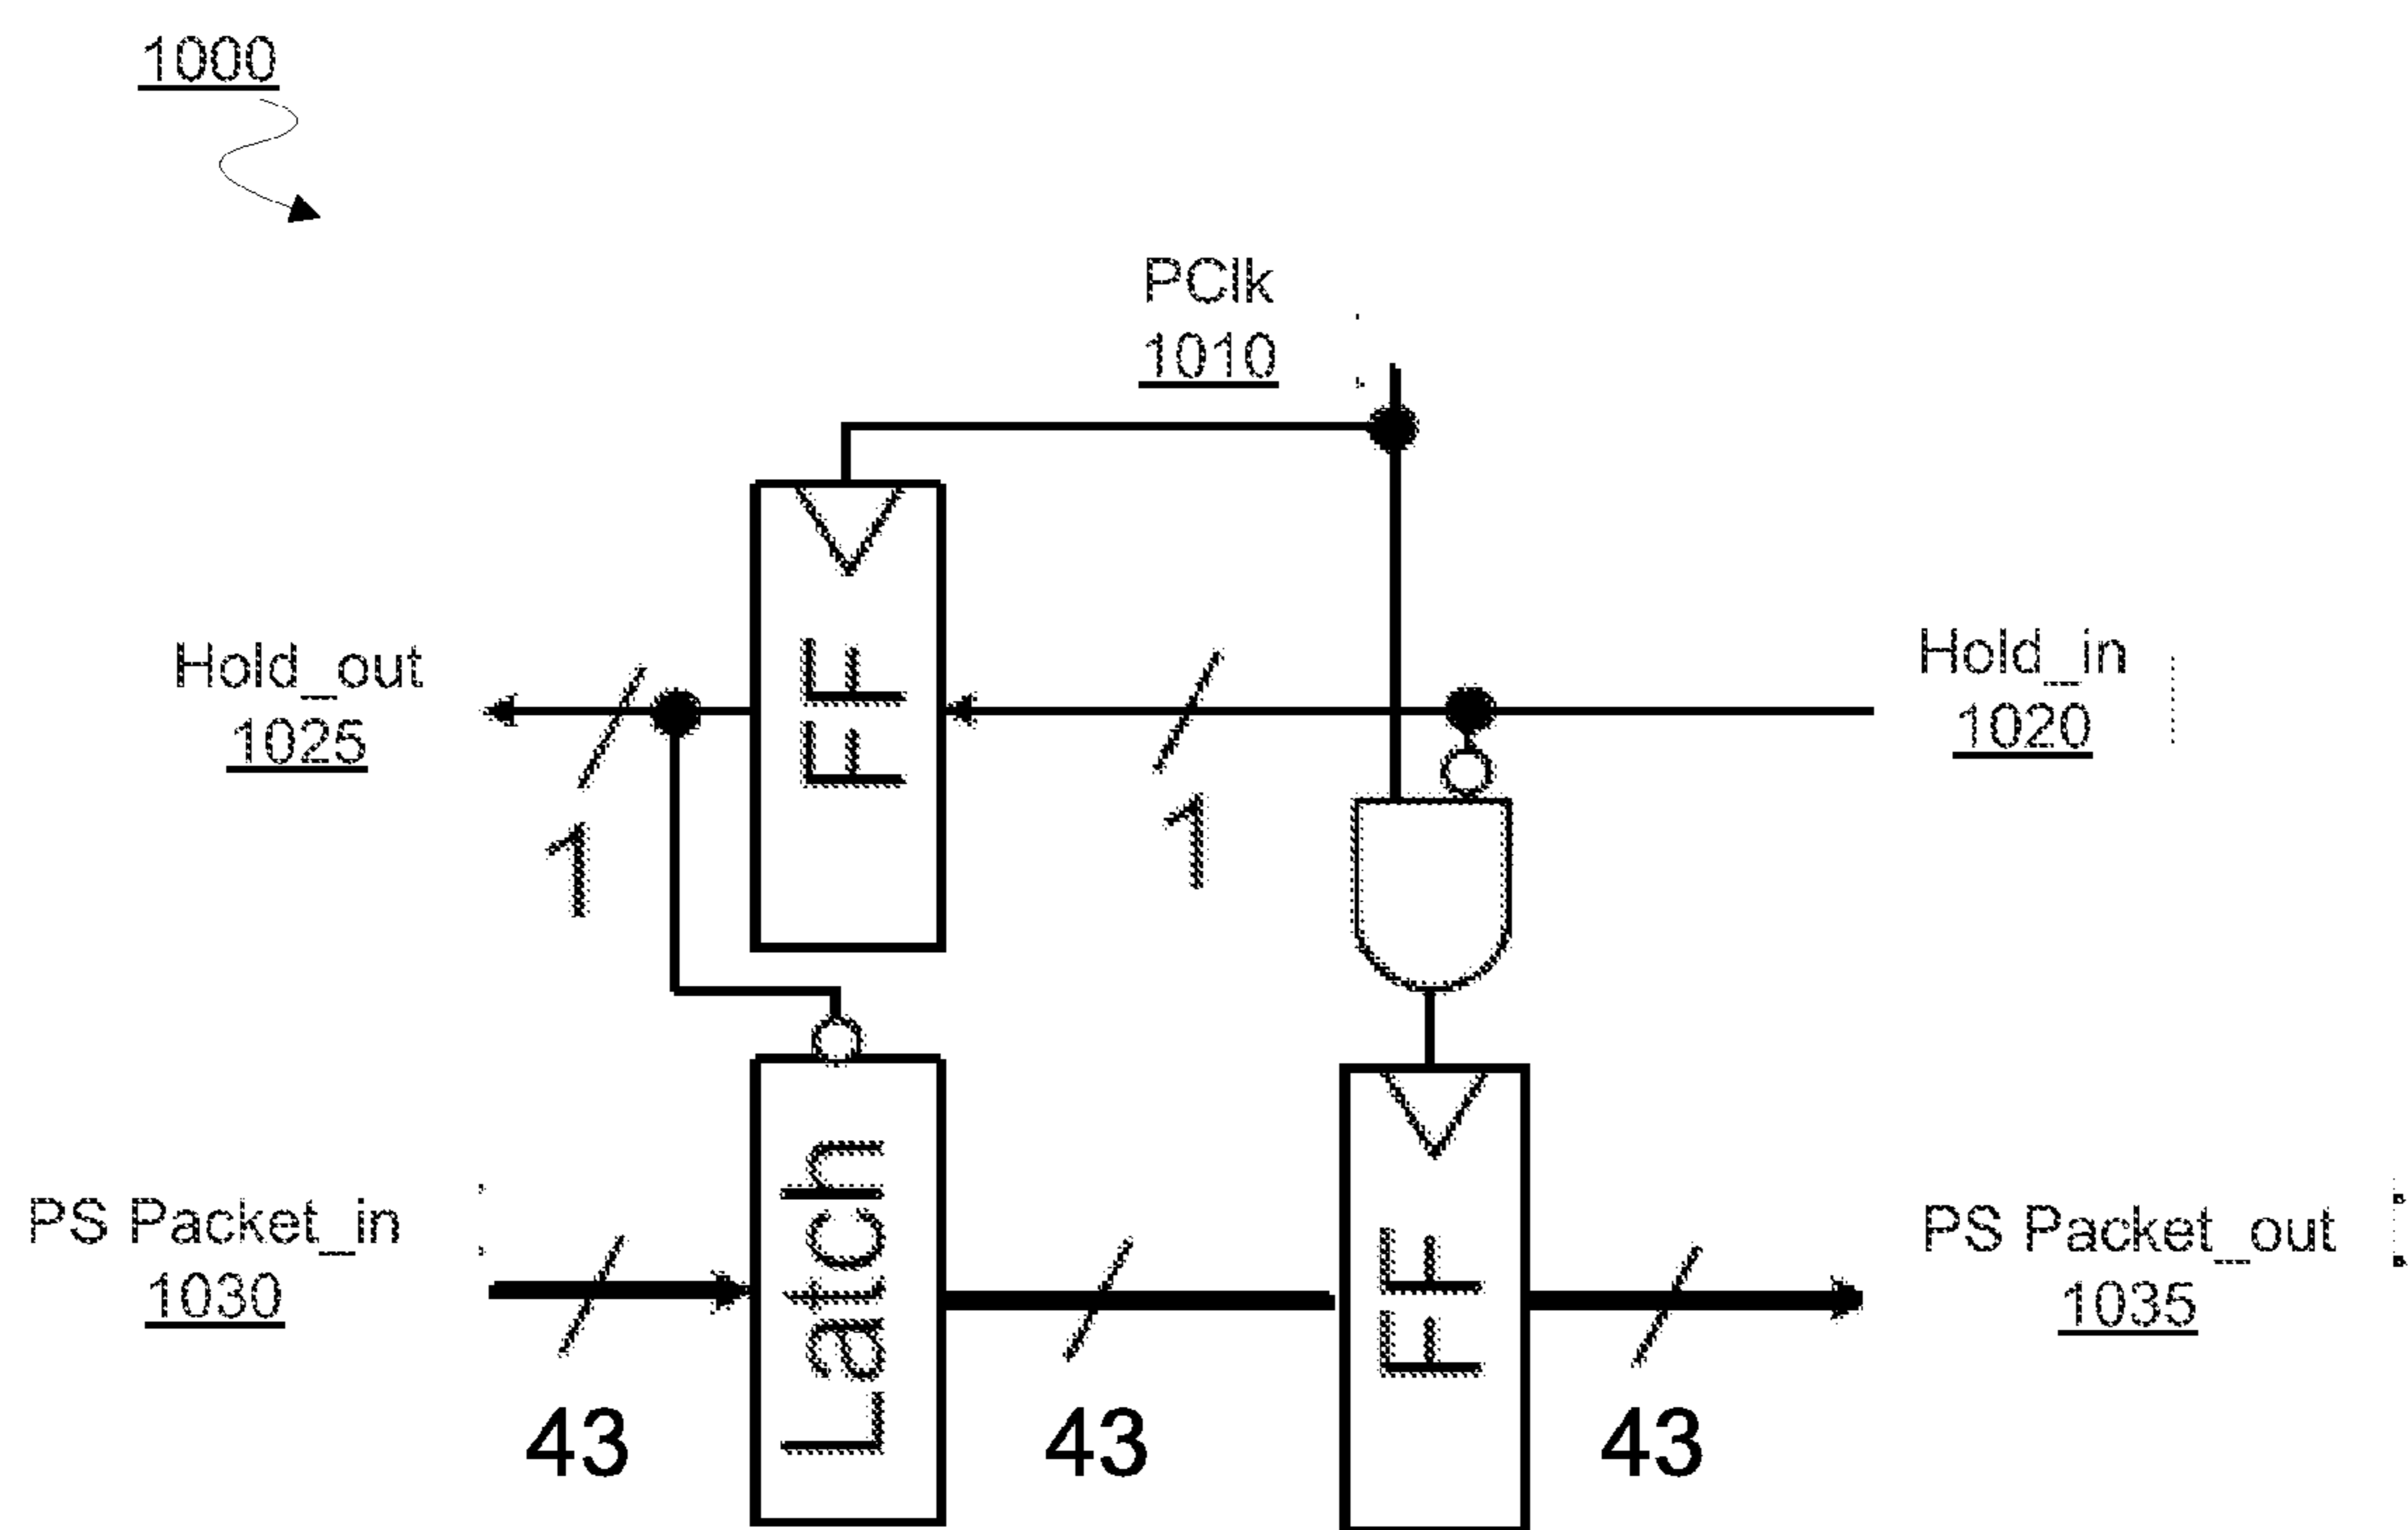 1000
PClk
1010
Hold_out
1025
1
FF
1
Hold_in
1020
PS Packet_in
1030
43
Latch
43
FF
43
PS Packet_out
1035